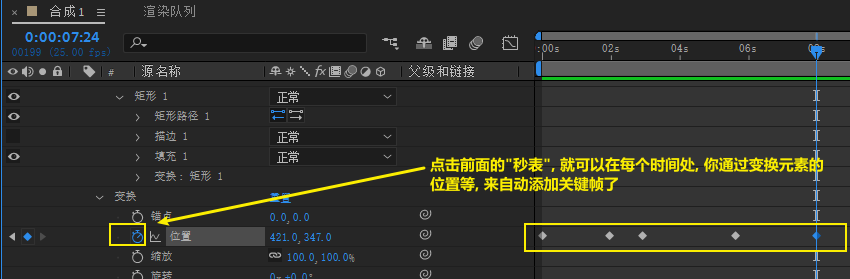 × 合成 1 ≡ 渲染队列
0:00:07:24
00199 (25.00 fps)
# 源名称 fx 父级和链接
:00s 02s 04s 06s 08s
矩形 1 正常
矩形路径 1
描边 1 正常
填充 1 正常
变换: 矩形 1
变换 重置
锚点 0.0, 0.0
位置 421.0, 347.0
缩放 100.0, 100.0%
旋转 0x +0.0°
点击前面的"秒表", 就可以在每个时间处, 你通过变换元素的
位置等, 来自动添加关键帧了